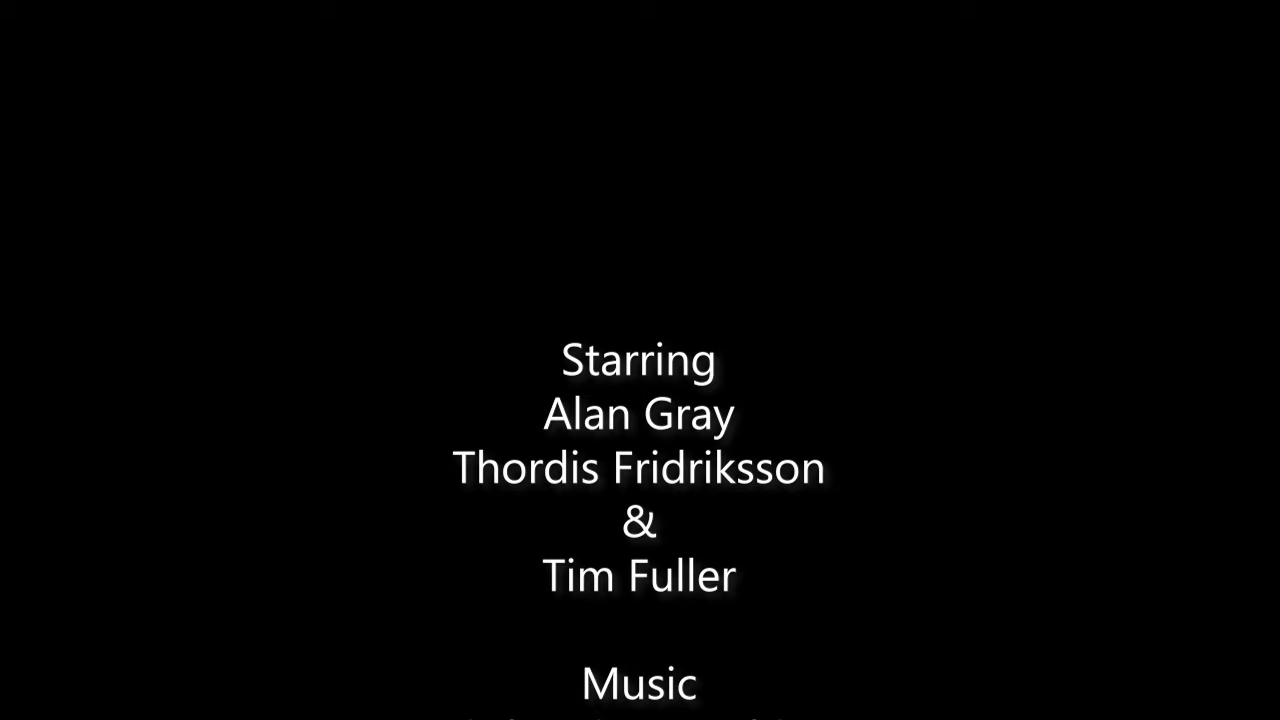 Starring
Alan Gray
Thordis Fridriksson
&
Tim Fuller
Music